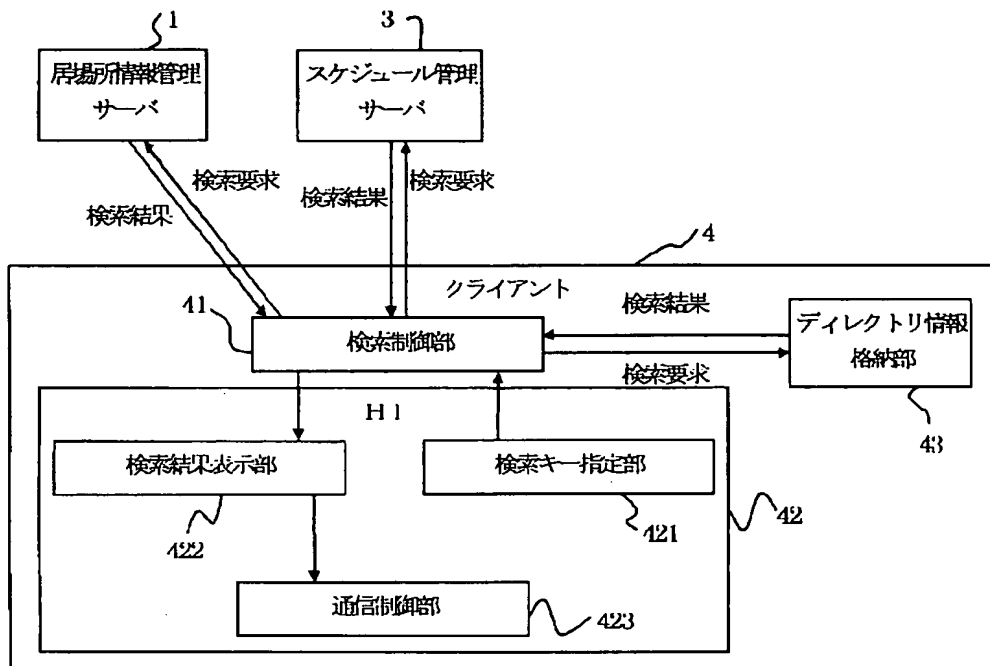 1
3
居場所情報管理
サーバ
スケジュール管理
サーバ
検索要求
検索結果
検索結果
検索要求
4
クライアント
41
検索制御部
検索結果
検索要求
ディレクトリ情報
格納部
43
HI
検索結果表示部
検索キー指定部
422
421
42
通信制御部
423